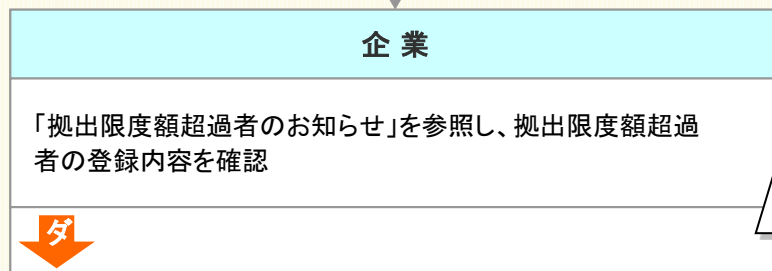 企 業
「拠出限度額超過者のお知らせ」を参照し、拠出限度額超過
者の登録内容を確認
ダ